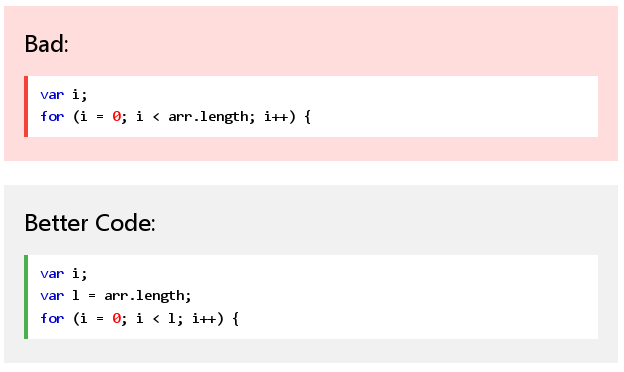 Bad:
var i;
for (i = 0; i < arr.length; i++) {
Better Code:
var i;
var l = arr.length;
for (i = 0; i < l; i++) {